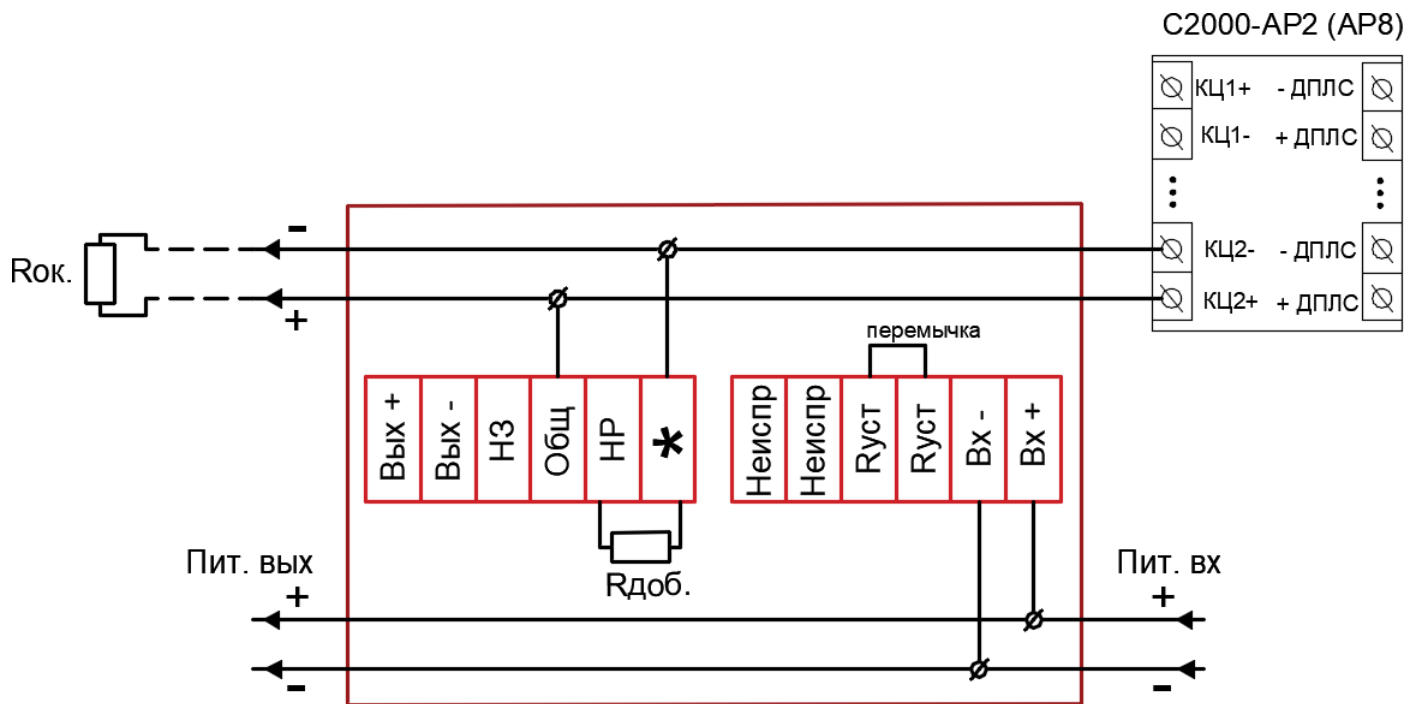 С2000-АР2 (АР8)
КЦ1+ - ДПЛС
КЦ1- + ДПЛС
КЦ2- - ДПЛС
КЦ2+ + ДПЛС
-
Rок.
+
перемычка
Вых +
Вых -
НЗ
Общ
НР
*
Неиспр
Неиспр
Rуст
Rуст
Вх -
Вх +
Rдоб.
Пит. вых
+
-
Пит. вх
+
-